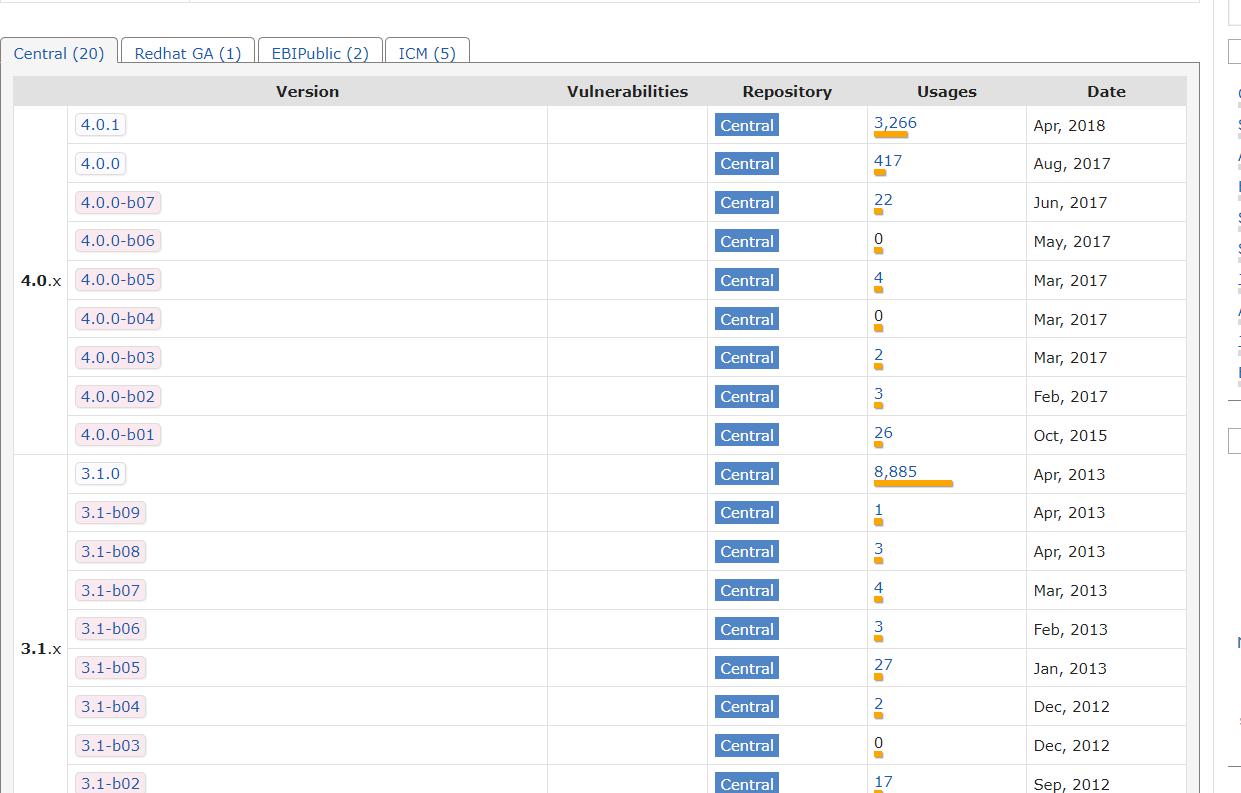 Central (20) Redhat GA (1) EBIPublic (2) ICM (5)
Version Vulnerabilities Repository Usages Date
4.0.1 Central 3,266 Apr, 2018
4.0.0 Central 417 Aug, 2017
4.0.0-b07 Central 22 Jun, 2017
4.0.0-b06 Central 0 May, 2017
4.0.x 4.0.0-b05 Central 4 Mar, 2017
4.0.0-b04 Central 0 Mar, 2017
4.0.0-b03 Central 2 Mar, 2017
4.0.0-b02 Central 3 Feb, 2017
4.0.0-b01 Central 26 Oct, 2015
3.1.0 Central 8,885 Apr, 2013
3.1-b09 Central 1 Apr, 2013
3.1-b08 Central 3 Apr, 2013
3.1-b07 Central 4 Mar, 2013
3.1-b06 Central 3 Feb, 2013
3.1.x
3.1-b05 Central 27 Jan, 2013
3.1-b04 Central 2 Dec, 2012
3.1-b03 Central 0 Dec, 2012
3.1-b02 Central 17 Sep, 2012